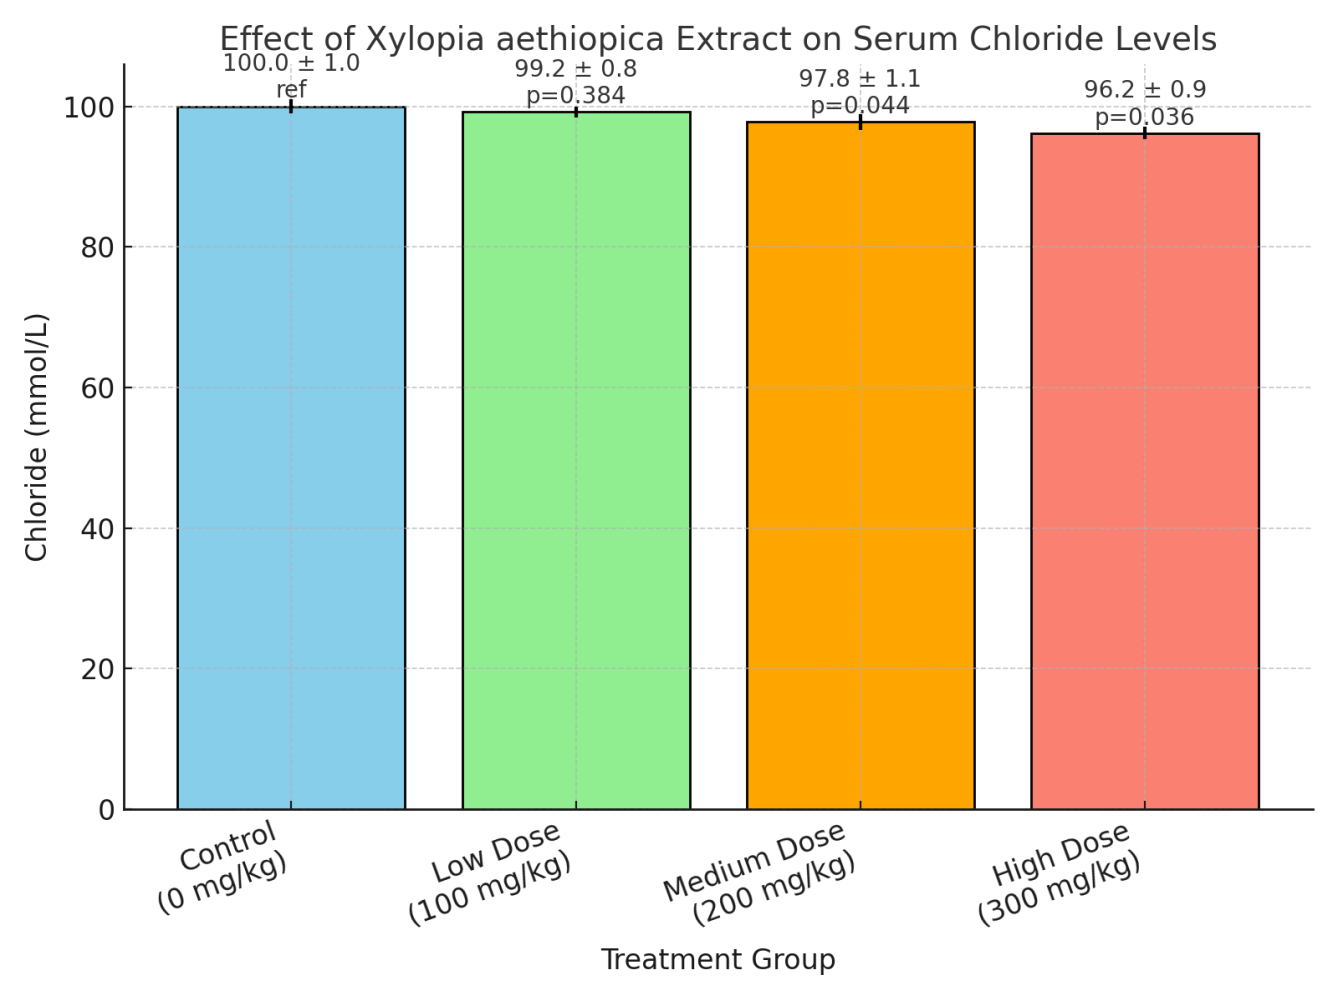 Effect of Xylopia aethiopica Extract on Serum Chloride Levels
100.0 ± 1.0
ref
99.2 ± 0.8
p=0.384
97.8 ± 1.1
p=0.044
96.2 ± 0.9
p=0.036
Chloride (mmol/L)
100
80
60
40
20
0
Control
(0 mg/kg)
Low Dose
(100 mg/kg)
Medium Dose
(200 mg/kg)
High Dose
(300 mg/kg)
Treatment Group